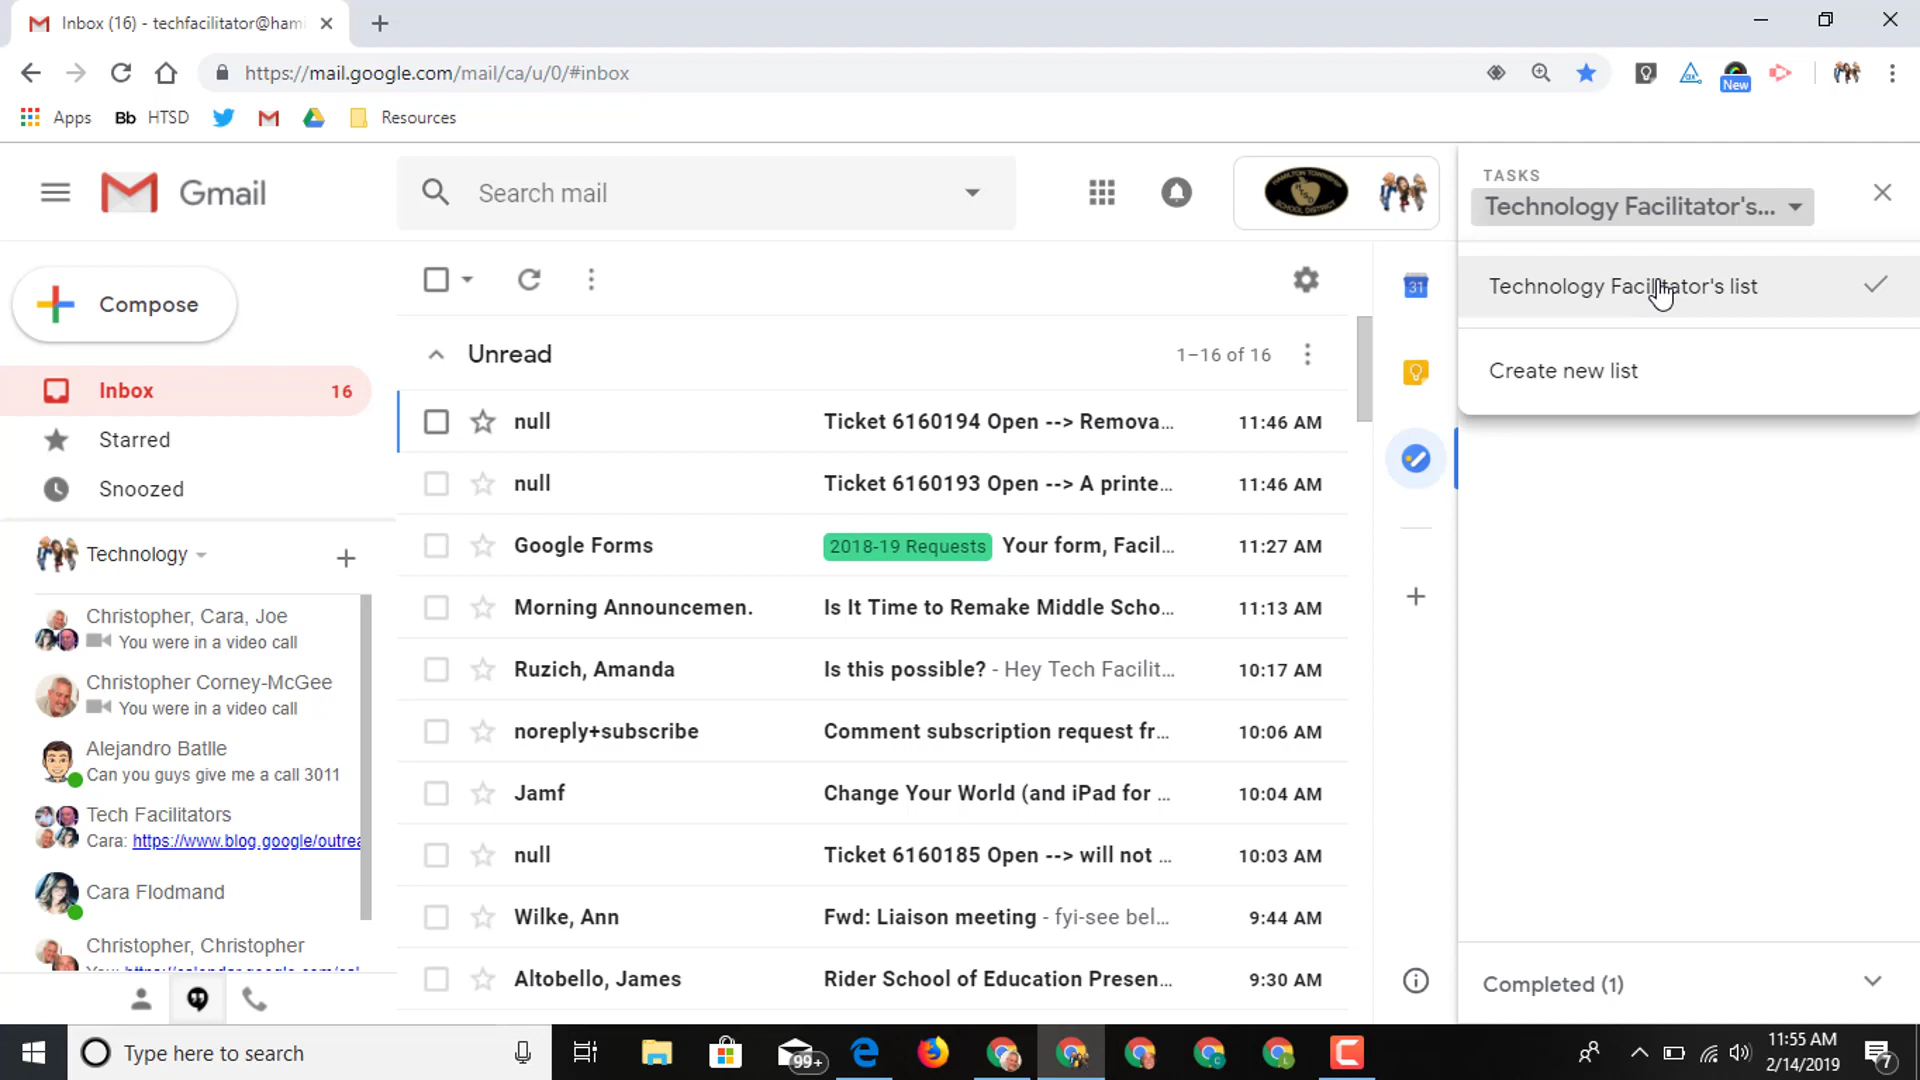 Inbox (16) - techfacilitator@hami
https://mail.google.com/mail/ca/u/0/#inbox
New
Apps
Bb HTSD
Resources
Gmail
Search mail
TASKS
Technology Facilitator's...
Technology Facilitator's list
Create new list
Completed (1)
31
Compose
Inbox 16
Starred
Snoozed
Technology
Christopher, Cara, Joe
You were in a video call
Christopher Corney-McGee
You were in a video call
Alejandro Batlle
Can you guys give me a call 3011
Tech Facilitators
Cara: https://www.blog.google/outrea
Cara Flodmand
Christopher, Christopher
Unread 1–16 of 16
null Ticket 6160194 Open --> Remova... 11:46 AM
null Ticket 6160193 Open --> A printe... 11:46 AM
Google Forms 2018-19 Requests Your form, Facil... 11:27 AM
Morning Announcemen. Is It Time to Remake Middle Scho... 11:13 AM
Ruzich, Amanda Is this possible? - Hey Tech Facilit... 10:17 AM
noreply+subscribe Comment subscription request fr... 10:06 AM
Jamf Change Your World (and iPad for ... 10:04 AM
null Ticket 6160185 Open --> will not ... 10:03 AM
Wilke, Ann Fwd: Liaison meeting - fyi-see bel... 9:44 AM
Altobello, James Rider School of Education Presen... 9:30 AM
Type here to search
99+
11:55 AM
2/14/2019
7